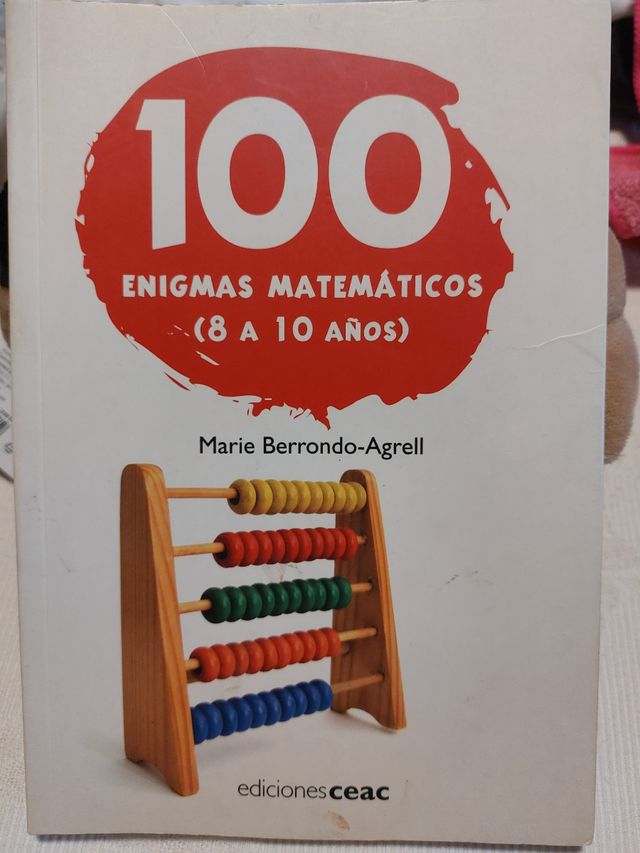 100
ENIGMAS MATEMÁTICOS
(8 A 10 AÑOS)
Marie Berrondo-Agrell
edicionesceac